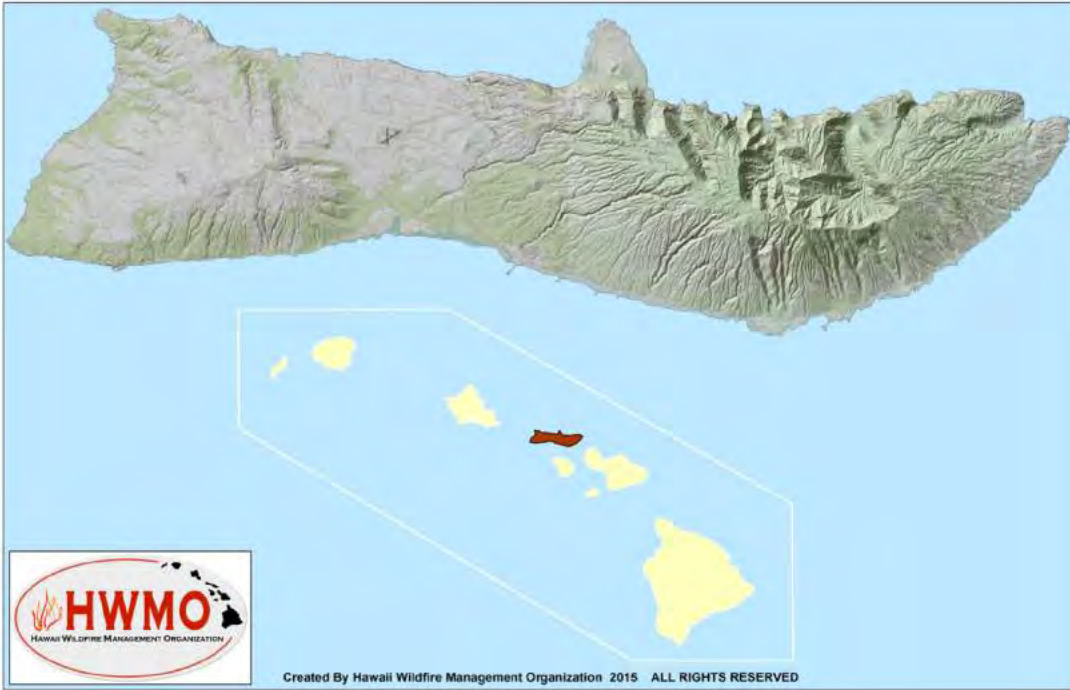 HWMO
HAWAII WILDFIRE MANAGEMENT ORGANIZATION
Created By Hawaii Wildfire Management Organization 2015 ALL RIGHTS RESERVED